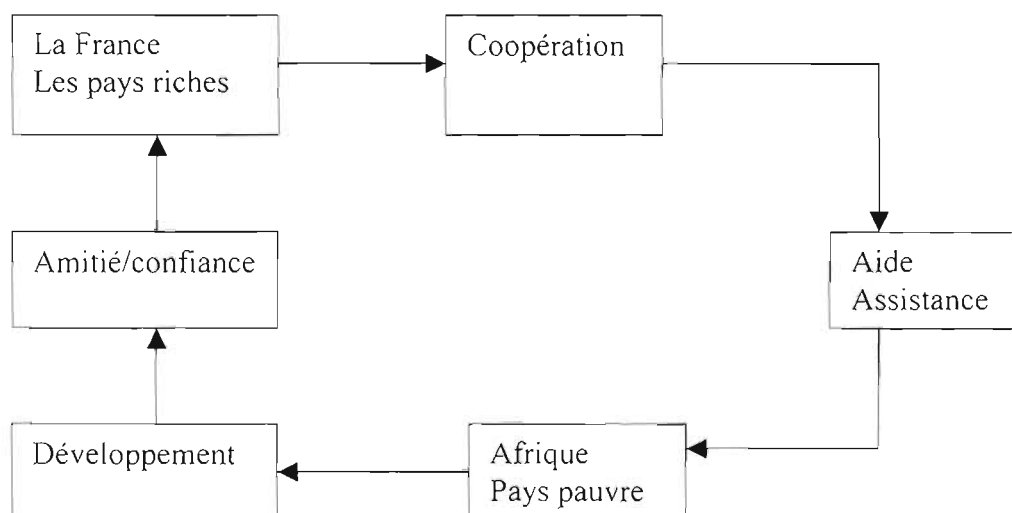 La France
Les pays riches
Coopération
Amitié/confiance
Aide
Assistance
Développement
Afrique
Pays pauvre